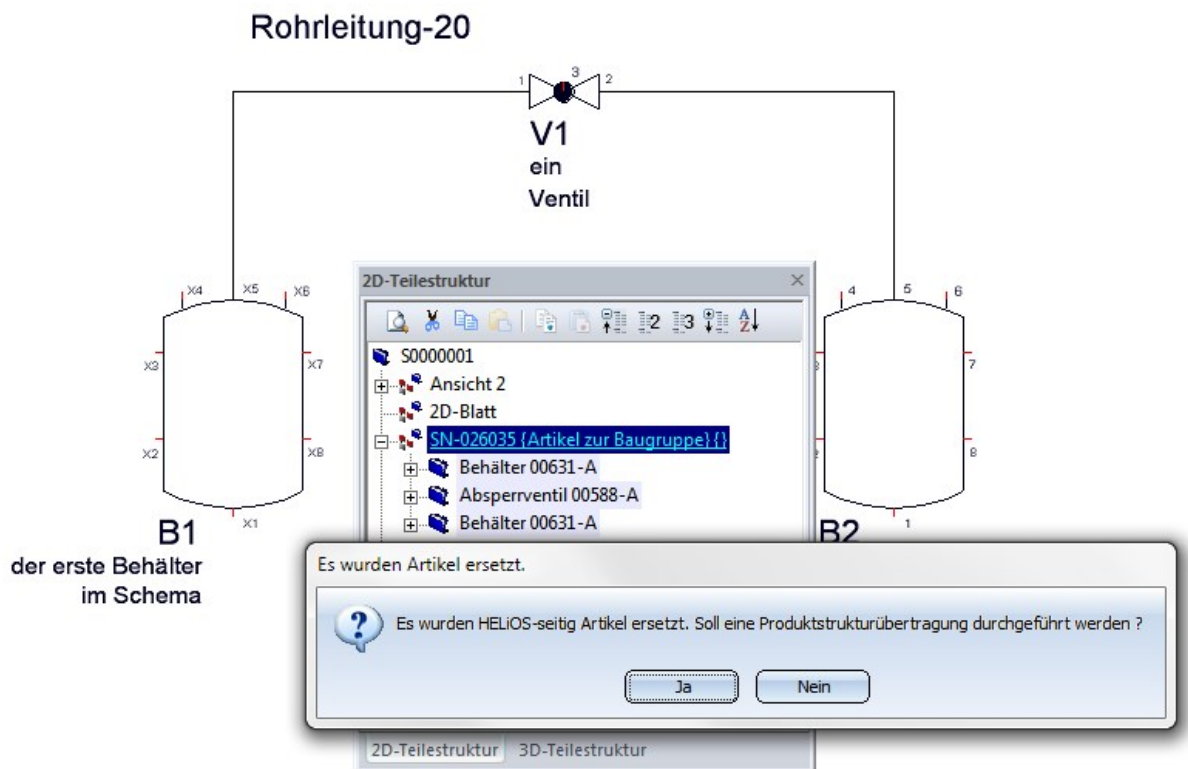 Rohrleitung-20
1 3 2
V1
ein
Ventil
X4 X5 X6
4 5 6
2D-Teilestruktur
2 3 A Z
S0000001
X3 X7
7
Ansicht 2
2D-Blatt
SN-026035 {Artikel zur Baugruppe} {}
X2 X8
8
Behälter 00631-A
Absperrventil 00588-A
Behälter 00631-A
X1
1
B1
B2
der erste Behälter
im Schema
Es wurden Artikel ersetzt.
Es wurden HELiOS-seitig Artikel ersetzt. Soll eine Produktstrukturübertragung durchgeführt werden ?
Ja Nein
2D-Teilestruktur 3D-Teilestruktur